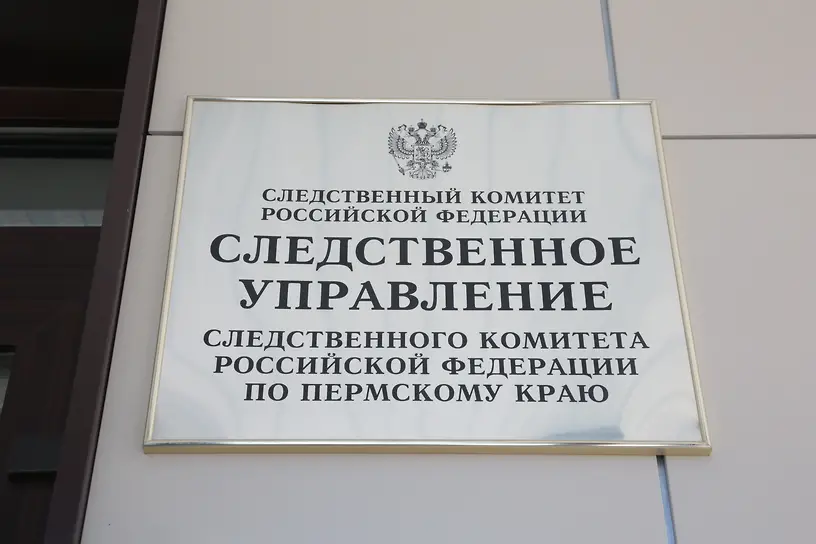 СЛЕДСТВЕННЫЙ КОМИТЕТ
РОССИЙСКОЙ ФЕДЕРАЦИИ
СЛЕДСТВЕННОЕ
УПРАВЛЕНИЕ
СЛЕДСТВЕННОГО КОМИТЕТА
РОССИЙСКОЙ ФЕДЕРАЦИИ
ПО ПЕРМСКОМУ КРАЮ